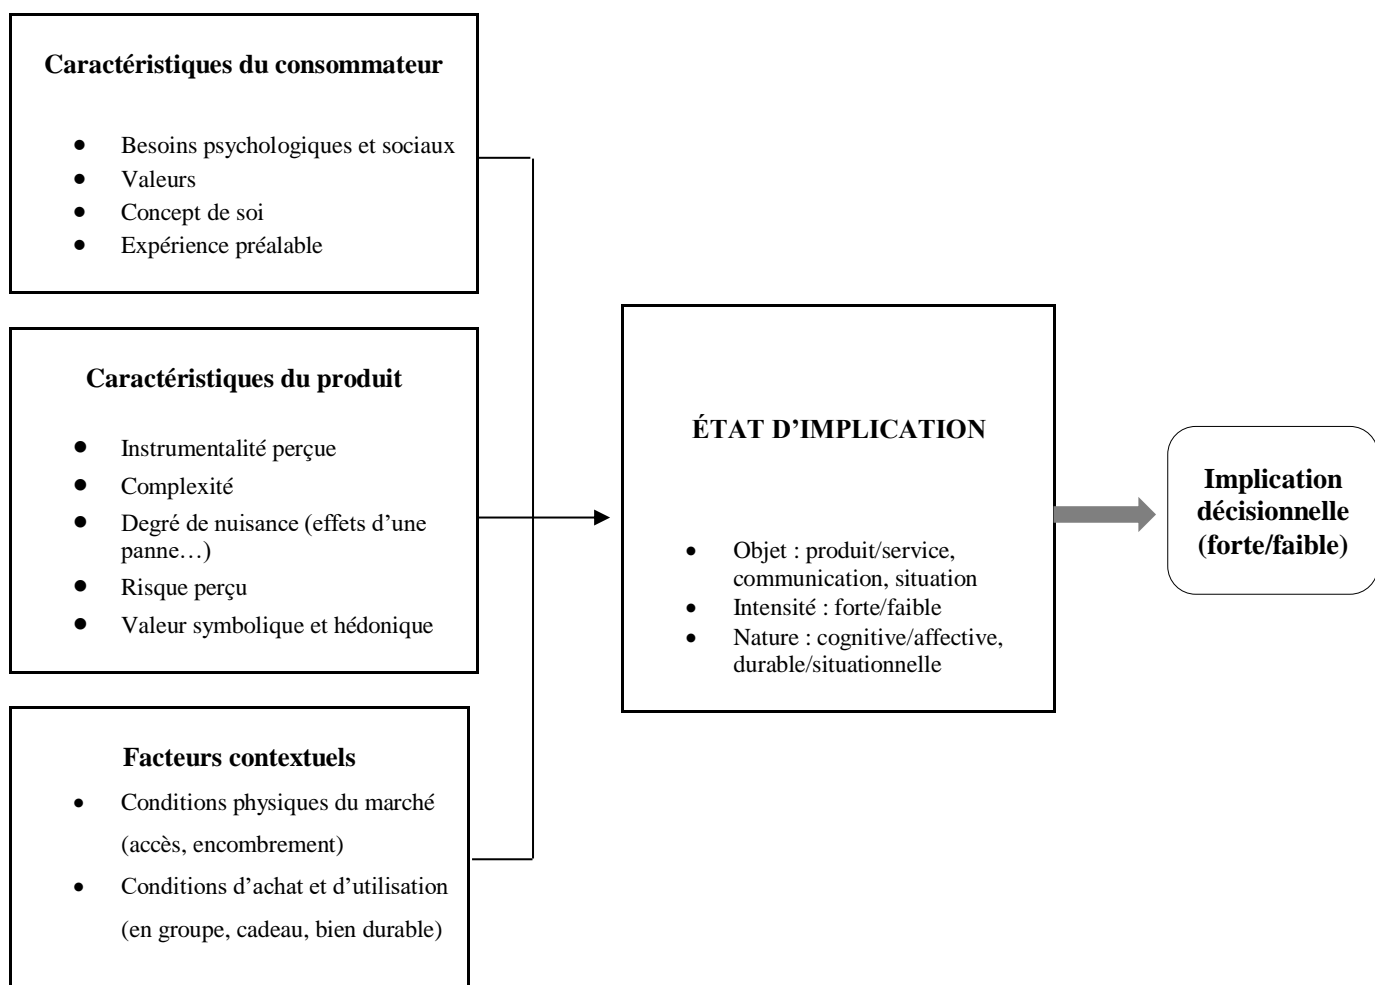 Caractéristiques du consommateur
• Besoins psychologiques et sociaux
• Valeurs
• Concept de soi
• Expérience préalable
Caractéristiques du produit
• Instrumentalité perçue
• Complexité
• Degré de nuisance (effets d’une
panne…)
• Risque perçu
• Valeur symbolique et hédonique
Facteurs contextuels
• Conditions physiques du marché
(accès, encombrement)
• Conditions d’achat et d’utilisation
(en groupe, cadeau, bien durable)
ÉTAT D’IMPLICATION
• Objet : produit/service,
communication, situation
• Intensité : forte/faible
• Nature : cognitive/affective,
durable/situationnelle
Implication
décisionnelle
(forte/faible)